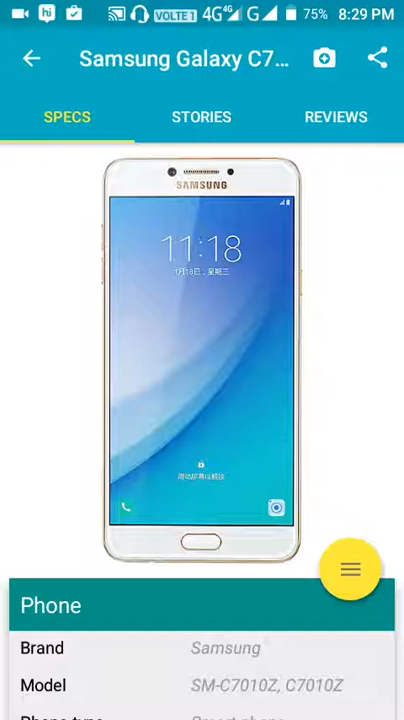 VOLTE 1 4G 4G G 75% 8:29 PM
Samsung Galaxy C7...
SPECS STORIES REVIEWS
SAMSUNG
11:18
Phone
Brand Samsung
Model SM-C7010Z, C7010Z